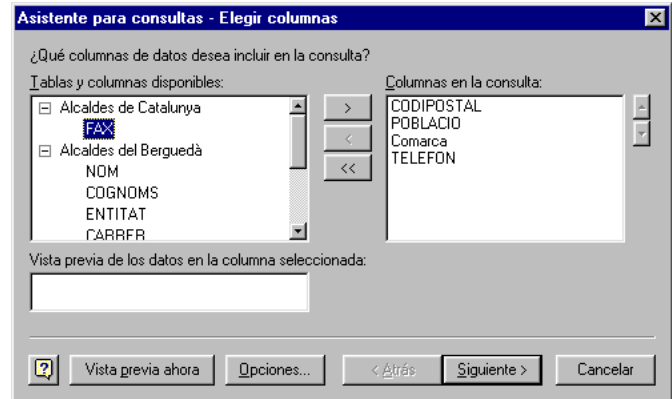 Asistente para consultas - Elegir columnas
¿Qué columnas de datos desea incluir en la consulta?
Tablas y columnas disponibles:
Columnas en la consulta:
Alcaldes de Catalunya
FAX
Alcaldes del Berguedà
NOM
COGNOMS
ENTITAT
CARRER
>
<
<<
CODIPOSTAL
POBLACIO
Comarca
TELEFON
Vista previa de los datos en la columna seleccionada:
Vista previa ahora
Opciones...
< Atrás
Siguiente >
Cancelar